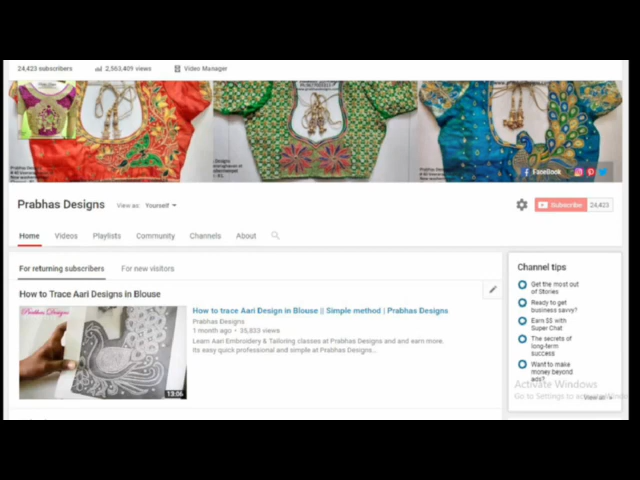 24,423 subscribers
2,563,409 views
Video Manager
FaceBook
Prabhas Designs
View as: Yourself
Subscribe 24,423
Home Videos Playlists Community Channels About
For returning subscribers For new visitors
How to Trace Aari Designs in Blouse
Prabhas Designs
13:06
How to trace Aari Design in Blouse || Simple method | Prabhas Designs
Prabhas Designs
1 month ago • 35,833 views
Learn Aari Embroidery & Tailoring classes at Prabhas Designs and and earn more.
Its easy quick professional and simple at Prabhas Designs...
Channel tips
Get the most out
of Stories
Ready to get
business savvy?
Earn $$ with
Super Chat
The secrets of
long-term
success
Want to make
money beyond
ads?
View all
Activate Windows
Go to Settings to activate Windows